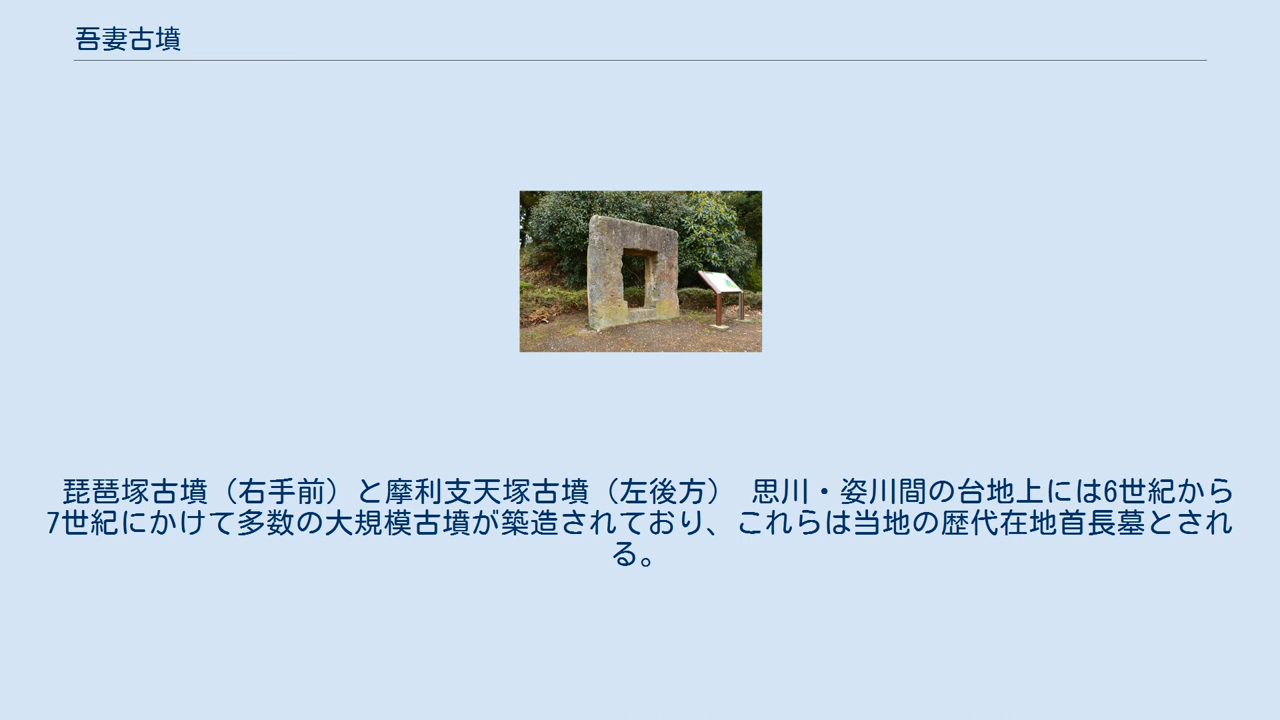 吾妻古墳
琵琶塚古墳（右手前）と摩利支天塚古墳（左後方） 思川・姿川間の台地上には6世紀から
7世紀にかけて多数の大規模古墳が築造されており、これらは当地の歴代在地首長墓とされ
る。